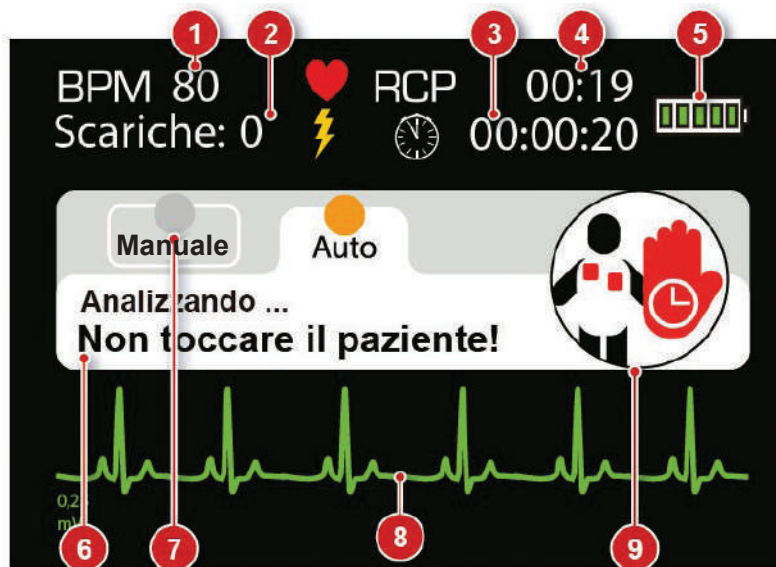 1 2 3 4 5
BPM 80 RCP 00:19
Scariche: 0 00:00:20
Manuale Auto
Analizzando ...
Non toccare il paziente!
6 7 8 9